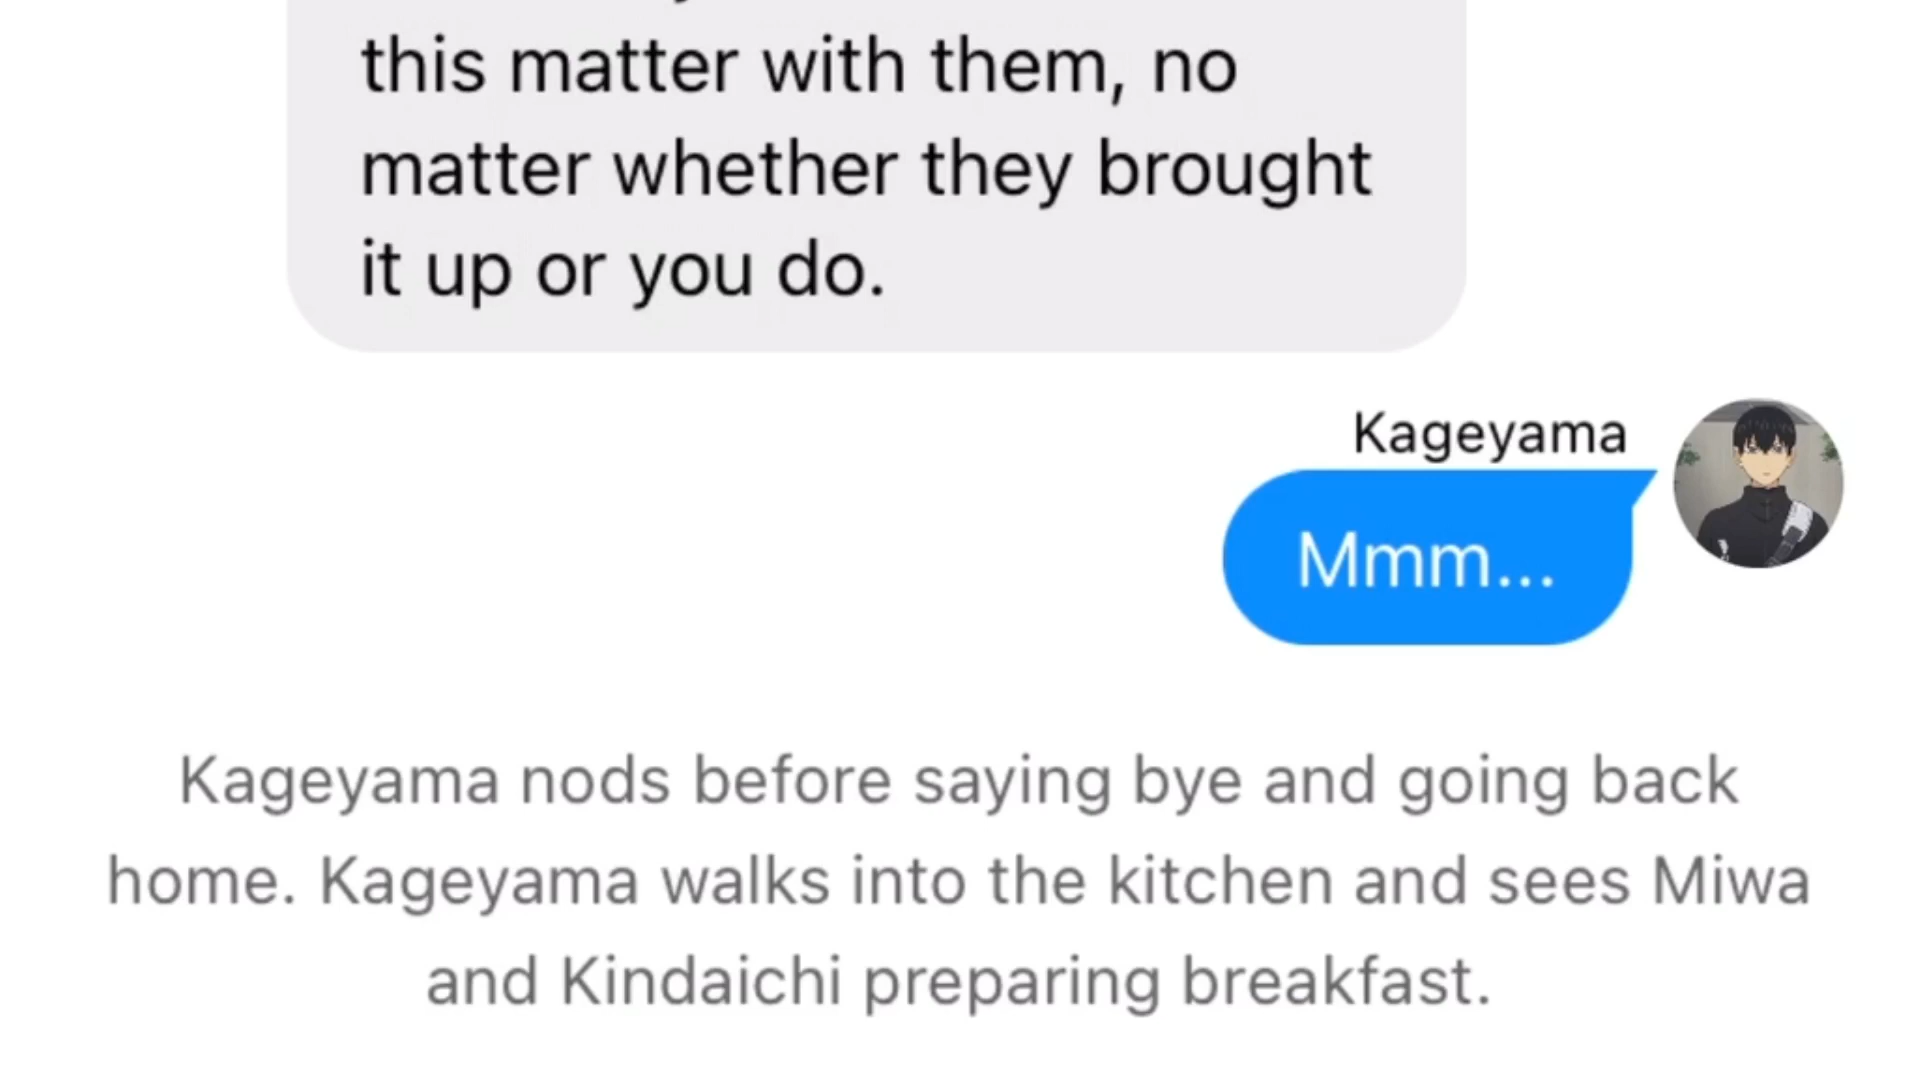 this matter with them, no
matter whether they brought
it up or you do.
Kageyama
Mmm...
Kageyama nods before saying bye and going back
home. Kageyama walks into the kitchen and sees Miwa
and Kindaichi preparing breakfast.